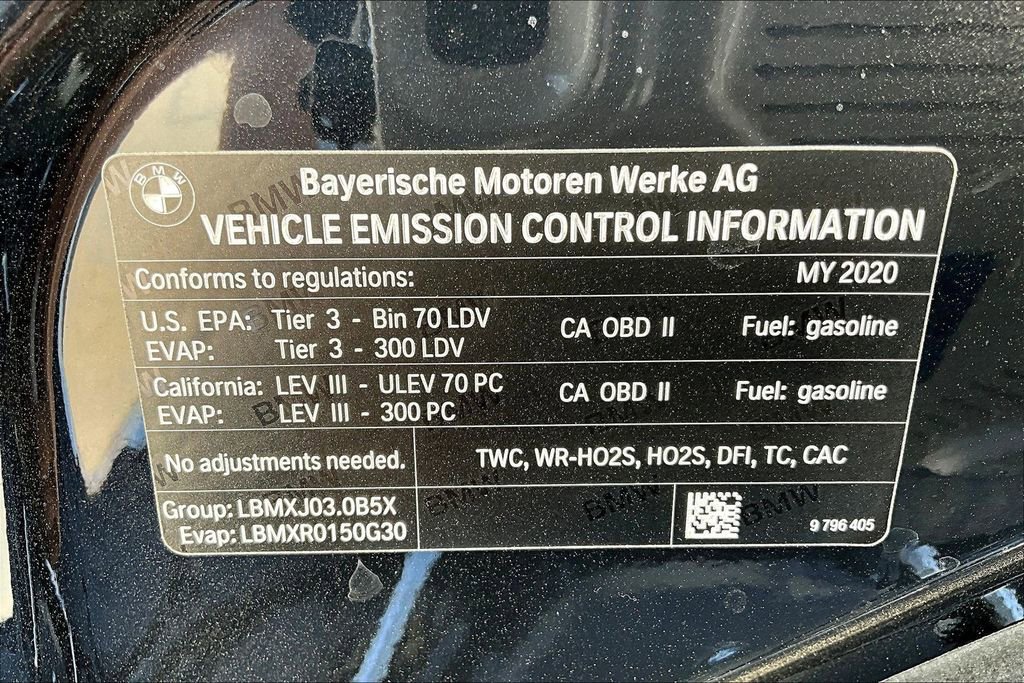 BMW
Bayerische Motoren Werke AG
VEHICLE EMISSION CONTROL INFORMATION
Conforms to regulations: MY 2020
U.S. EPA: Tier 3 - Bin 70 LDV CA OBD II Fuel: gasoline
EVAP: Tier 3 - 300 LDV
California: LEV III - ULEV 70 PC CA OBD II Fuel: gasoline
EVAP: LEV III - 300 PC
No adjustments needed. TWC, WR-HO2S, HO2S, DFI, TC, CAC
Group: LBMXJ03.0B5X
Evap: LBMXR0150G30 9 796 405